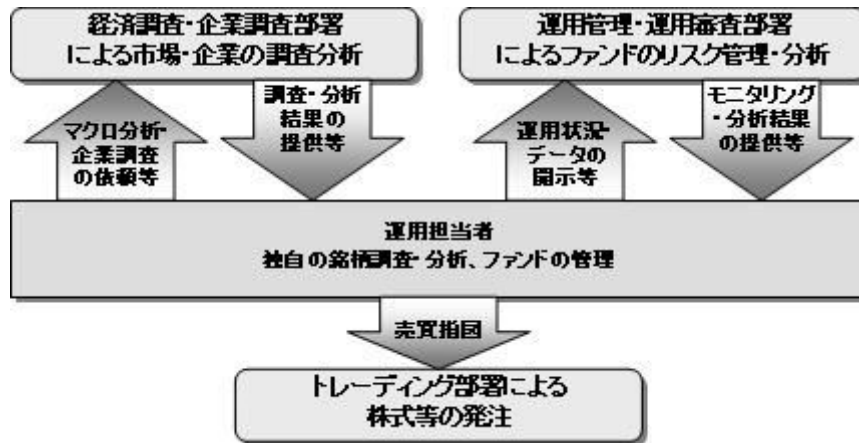 経済調査・企業調査部署
による市場・企業の調査分析
運用管理・運用審査部署
によるファンドのリスク管理・分析
マクロ分析・
企業調査
の依頼等
調査・分析
結果の
提供等
運用状況・
データの
開示等
モニタリング
・分析結果
の提供等
運用担当者
独自の銘柄調査・分析、ファンドの管理
売買指図
トレーディング部署による
株式等の発注